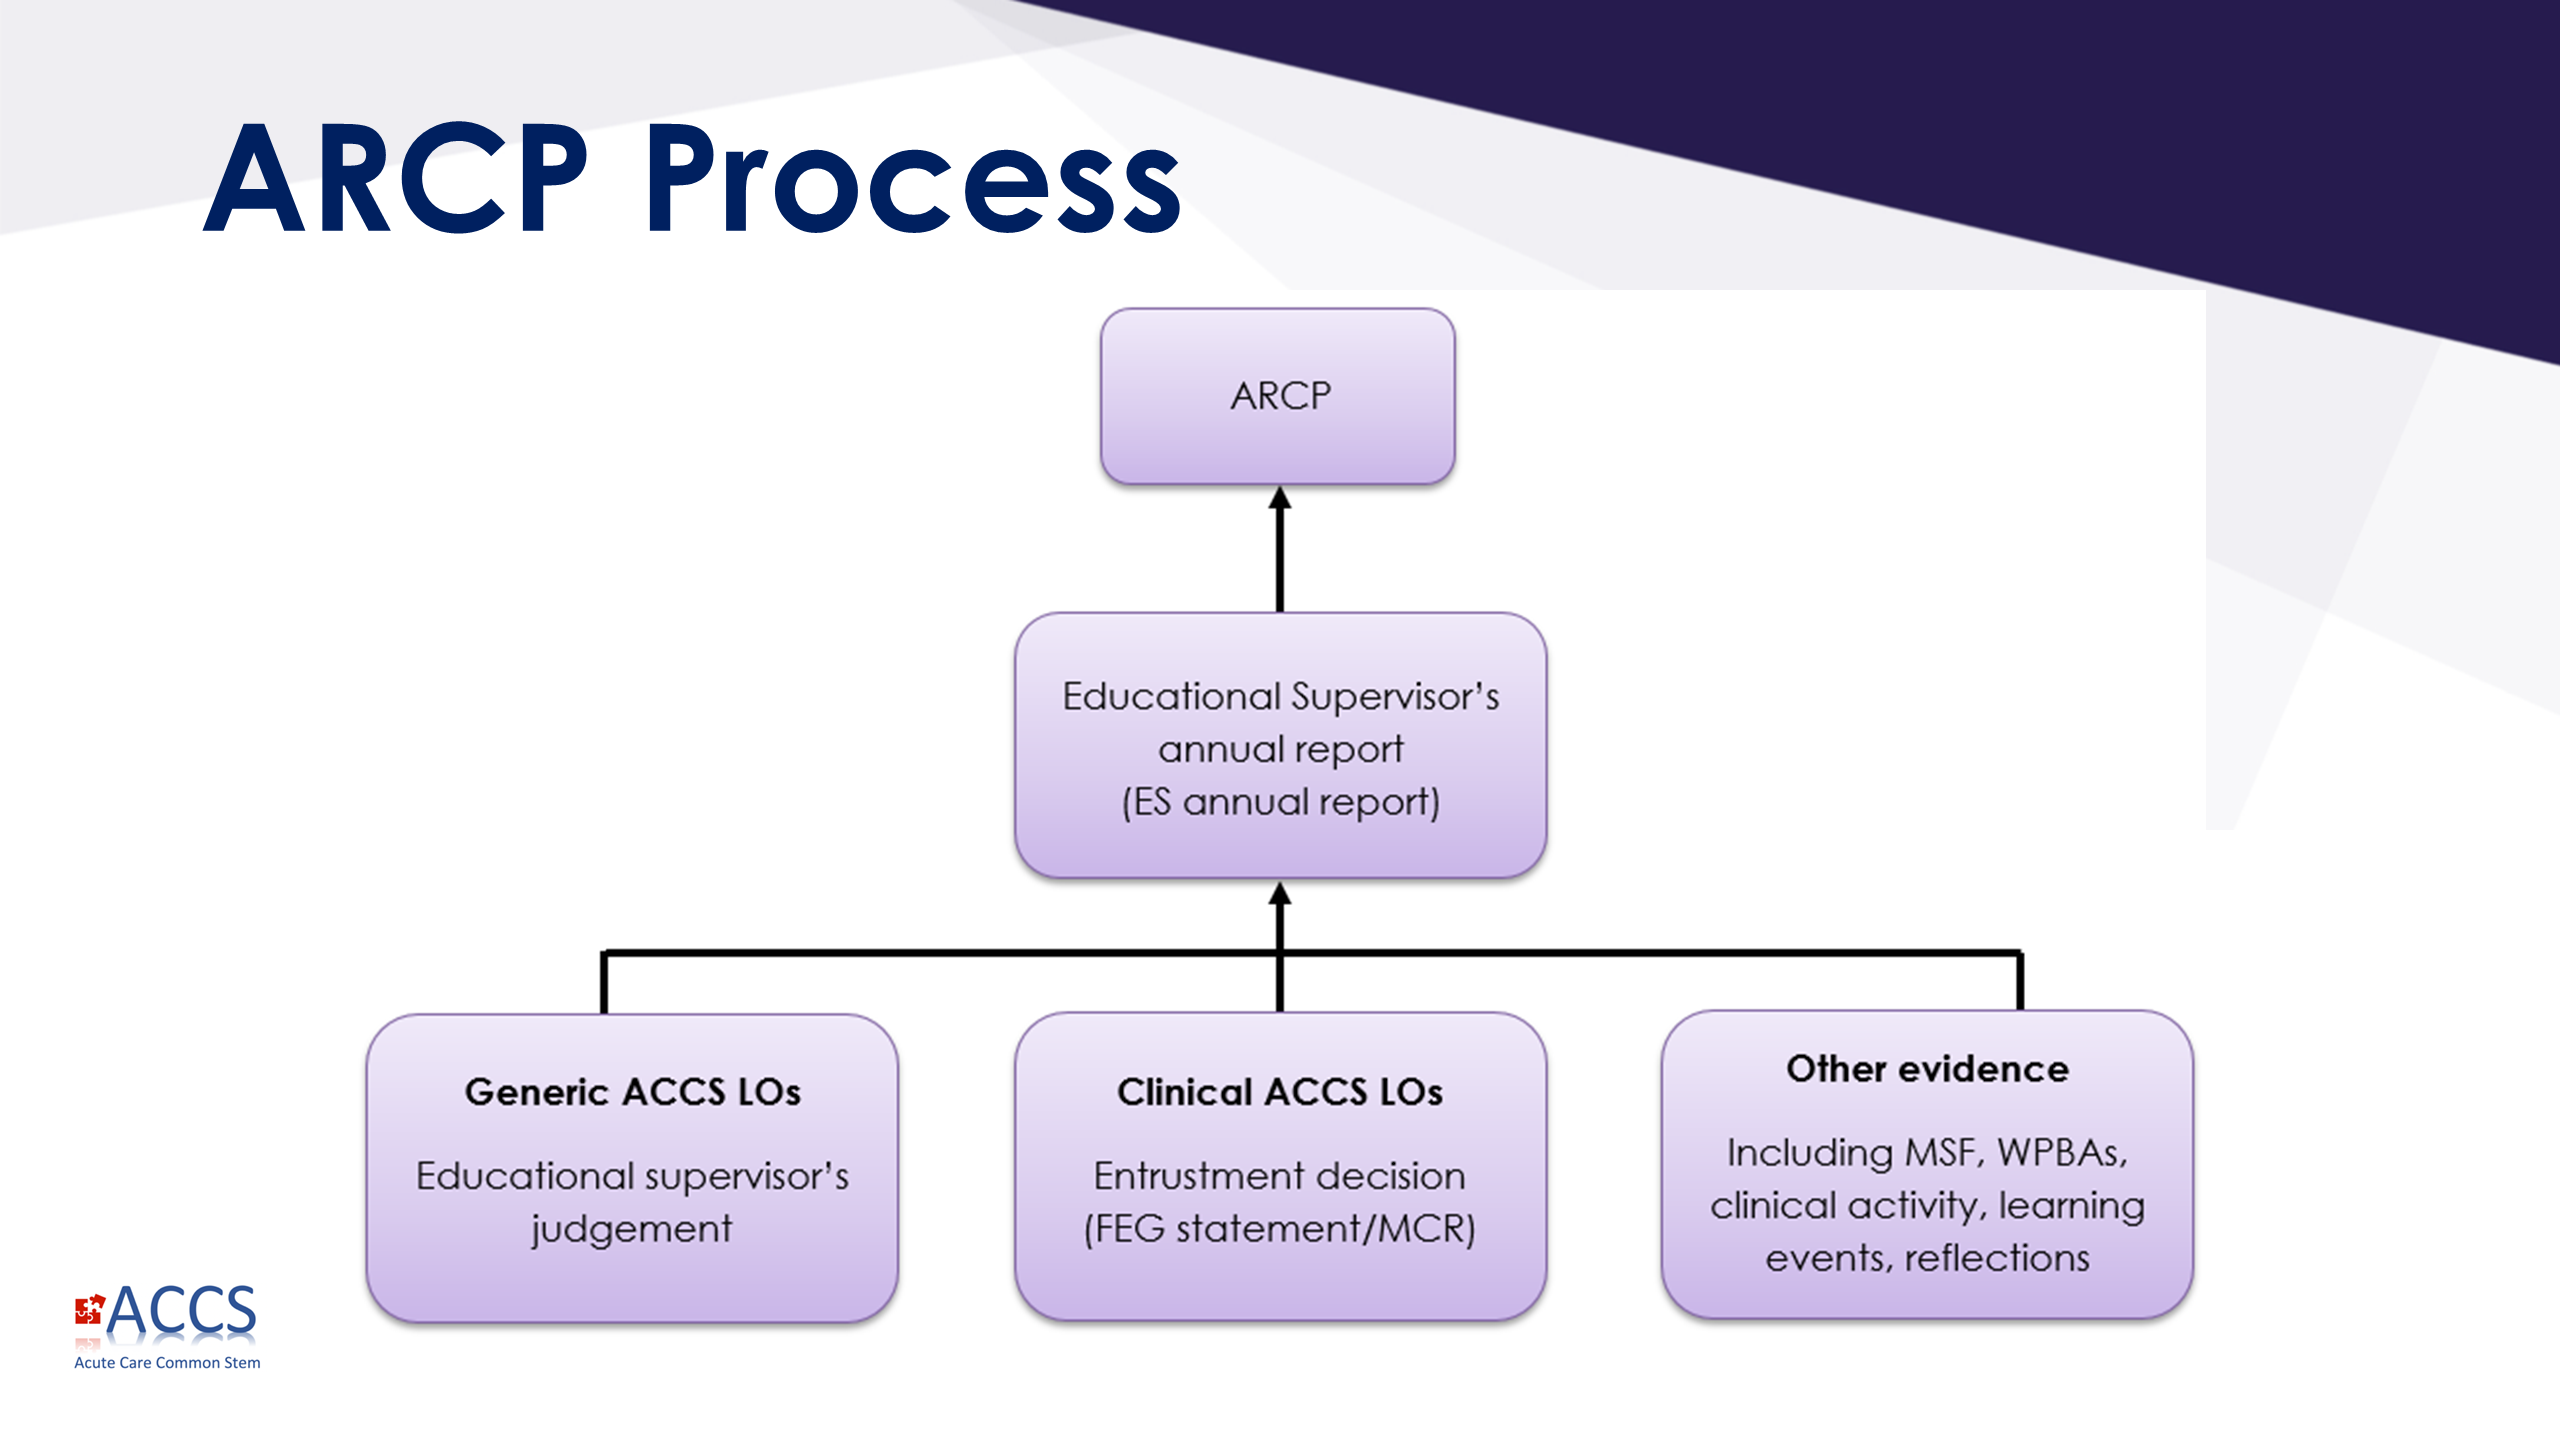 ARCP Process
ARCP
Educational Supervisor’s
annual report
(ES annual report)
Generic ACCS LOs
Educational supervisor’s
judgement
Clinical ACCS LOs
Entrustment decision
(FEG statement/MCR)
Other evidence
Including MSF, WPBAs,
clinical activity, learning
events, reflections
ACCS
Acute Care Common Stem